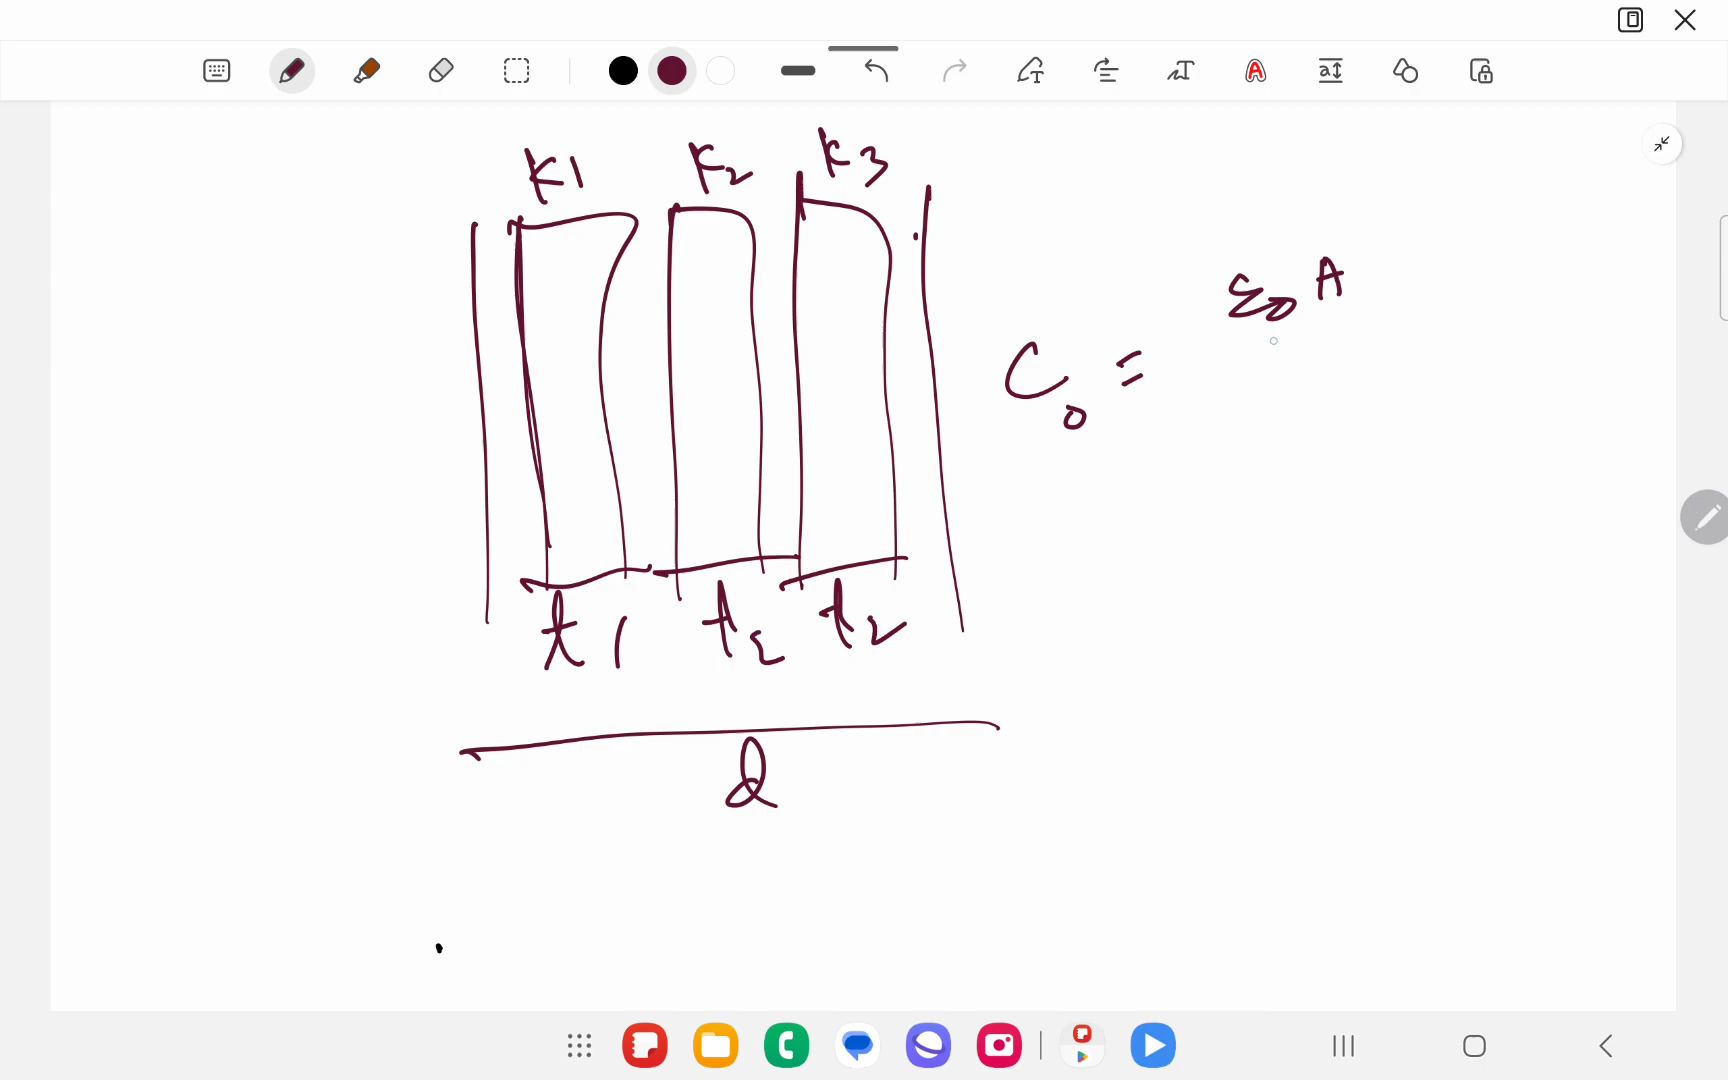 K1 K2 K3
ε0 A
C0 =
t1 t2 t2
d